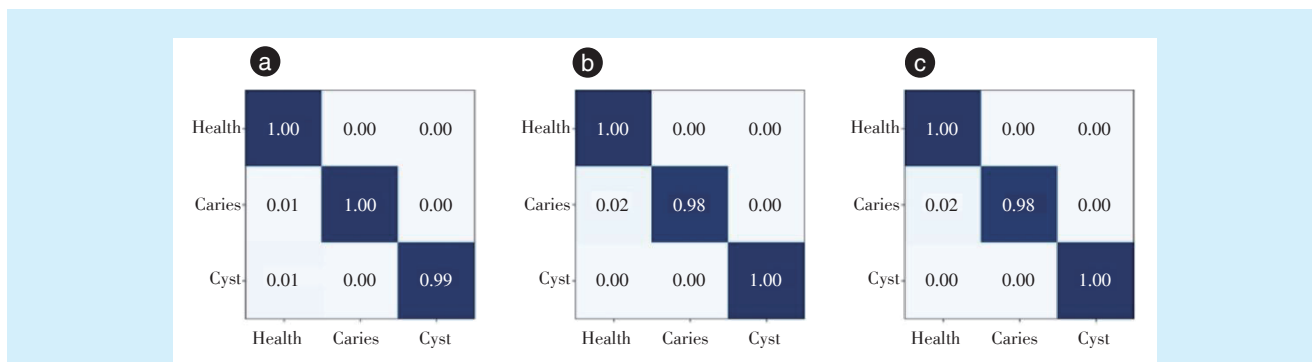 a
b
c
Health 1.00 0.00 0.00
Caries 0.01 1.00 0.00
Cyst 0.01 0.00 0.99
Health Caries Cyst
Health 1.00 0.00 0.00
Caries 0.02 0.98 0.00
Cyst 0.00 0.00 1.00
Health Caries Cyst
Health 1.00 0.00 0.00
Caries 0.02 0.98 0.00
Cyst 0.00 0.00 1.00
Health Caries Cyst